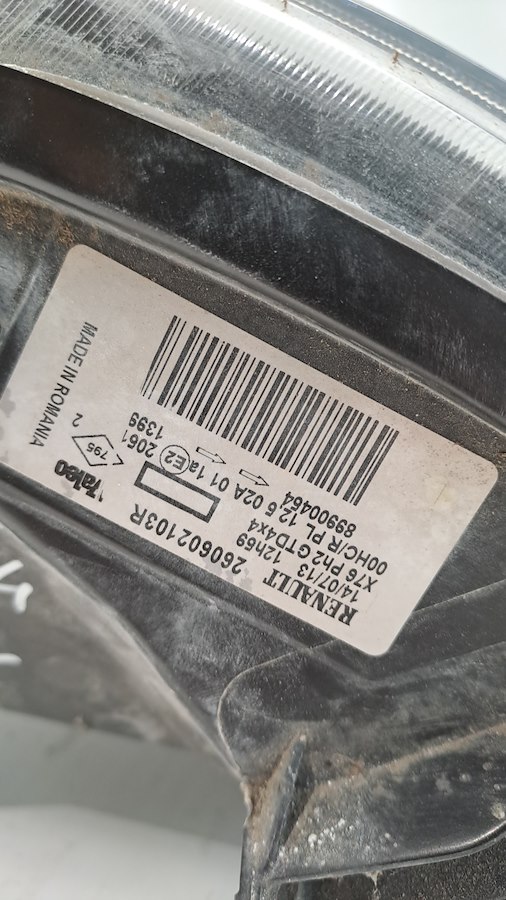 RENAULT 260602103R Valeo
14/07/13 12h59
X76 Ph2 GTD4x4
00HC/R PL 12.6 02A 01 1a E2 2061
89900464 1399
795 2
MADE IN ROMANIA